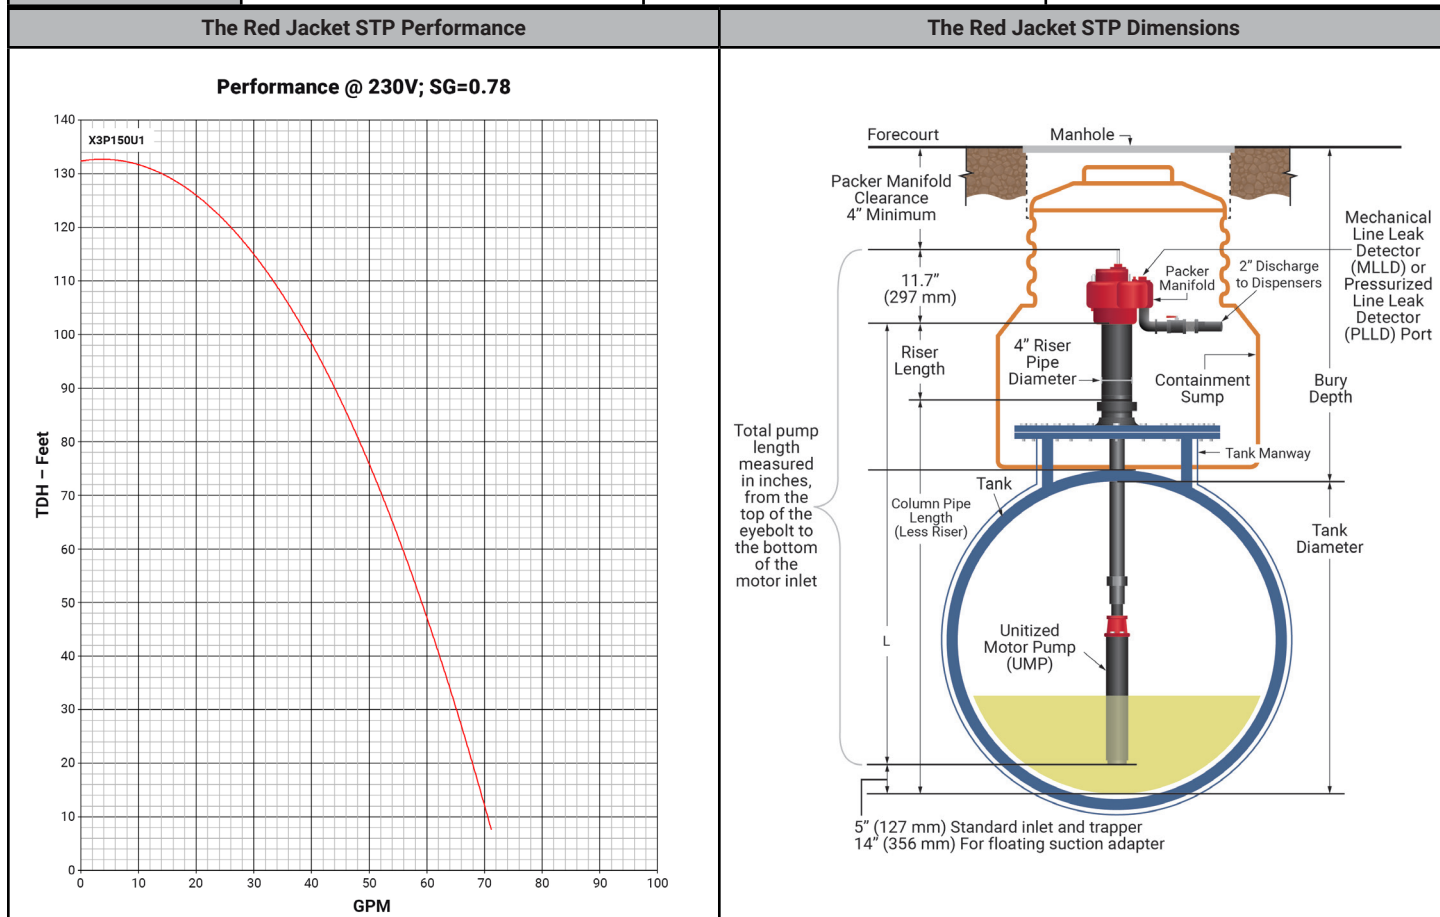 The Red Jacket STP Performance
Performance @ 230V; SG=0.78
X3P150U1
140
130
120
110
100
90
80
70
60
50
40
30
20
10
0
TDH – Feet
0 10 20 30 40 50 60 70 80 90 100
GPM
The Red Jacket STP Dimensions
Forecourt
Manhole
Packer Manifold
Clearance
4” Minimum
11.7”
(297 mm)
Riser
Length
4” Riser
Pipe
Diameter
Packer
Manifold
2” Discharge
to Dispensers
Mechanical
Line Leak
Detector
(MLLD) or
Pressurized
Line Leak
Detector
(PLLD) Port
Containment
Sump
Bury
Depth
Total pump
length
measured
in inches,
from the
top of the
eyebolt to
the bottom
of the
motor inlet
Tank Manway
Tank
Column Pipe
Length
(Less Riser)
Tank
Diameter
L
Unitized
Motor Pump
(UMP)
5” (127 mm) Standard inlet and trapper
14” (356 mm) For floating suction adapter